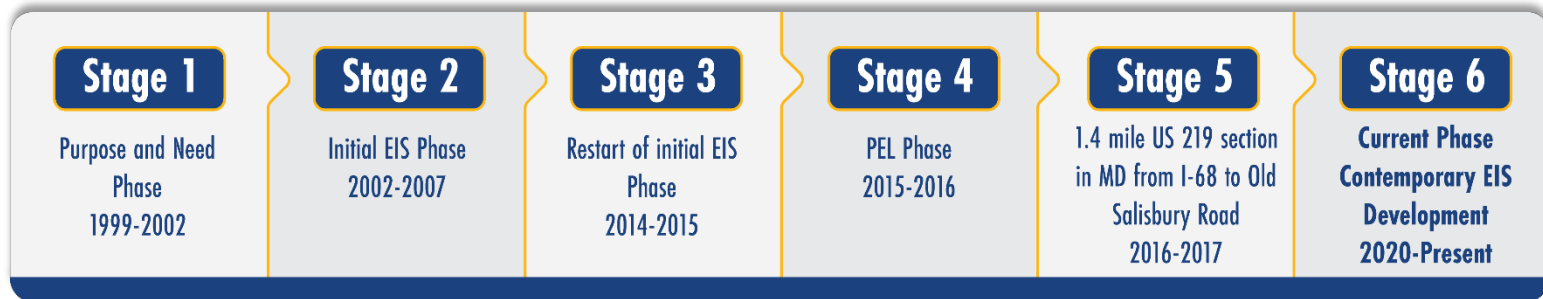 Stage 1
Purpose and Need
Phase
1999-2002
Stage 2
Initial EIS Phase
2002-2007
Stage 3
Restart of initial EIS
Phase
2014-2015
Stage 4
PEL Phase
2015-2016
Stage 5
1.4 mile US 219 section
in MD from I-68 to Old
Salisbury Road
2016-2017
Stage 6
Current Phase
Contemporary EIS
Development
2020-Present